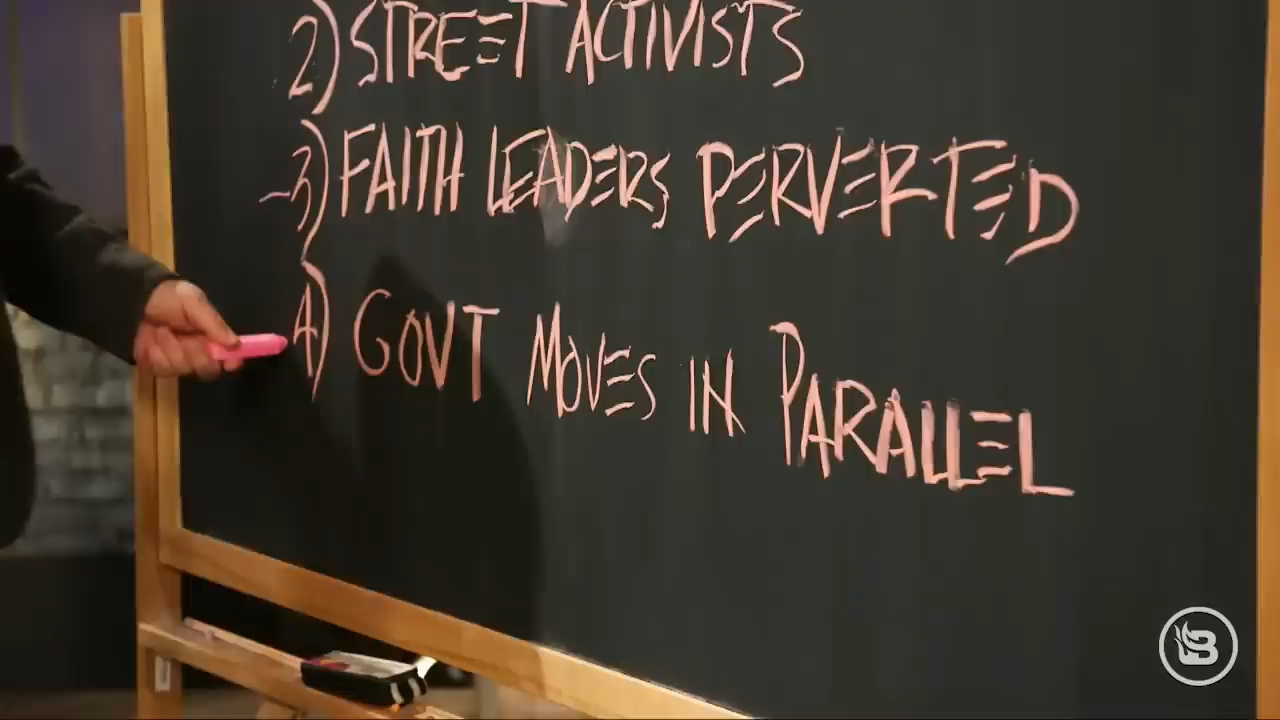 2) STREET ACTIVISTS
3) FAITH LEADERS PERVERTED
4) GOVT MOVES IN PARALLEL
B